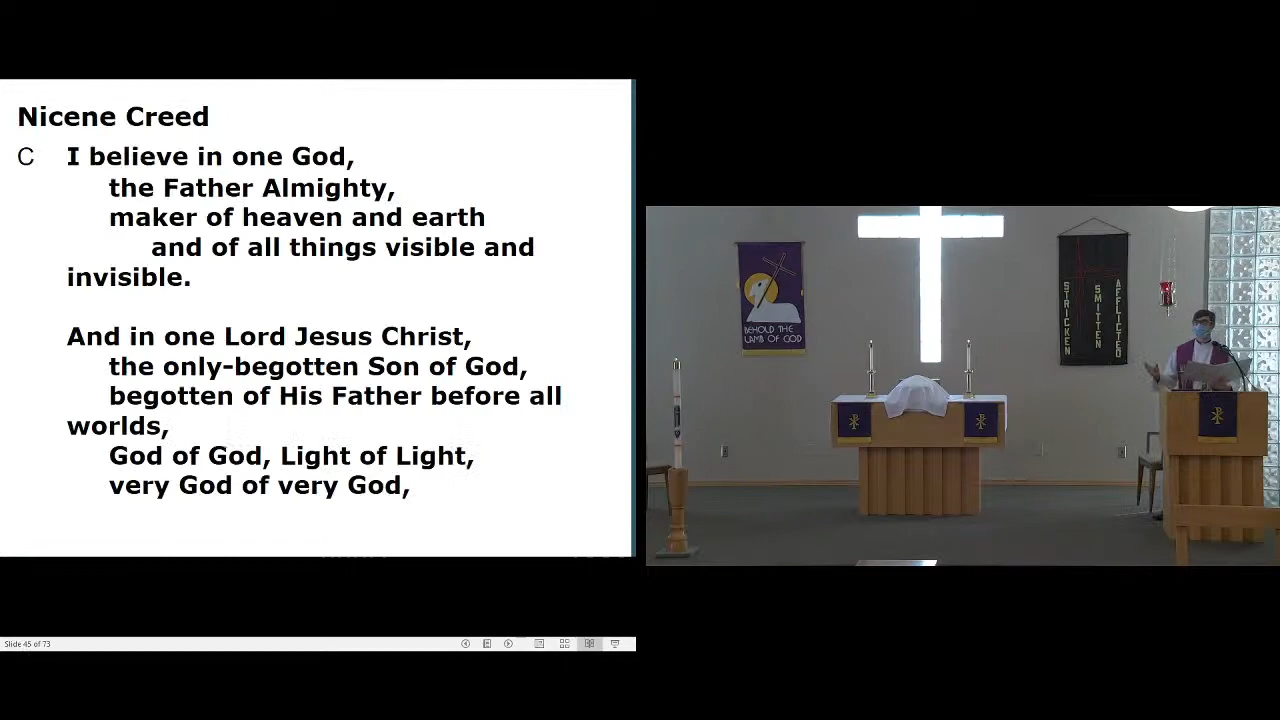 Nicene Creed
C I believe in one God,
the Father Almighty,
maker of heaven and earth
and of all things visible and
invisible.
And in one Lord Jesus Christ,
the only-begotten Son of God,
begotten of His Father before all
worlds,
God of God, Light of Light,
very God of very God,
Slide 45 of 73
BEHOLD THE
LAMB OF GOD
STRICKEN
SMITTEN
AFFLICTED